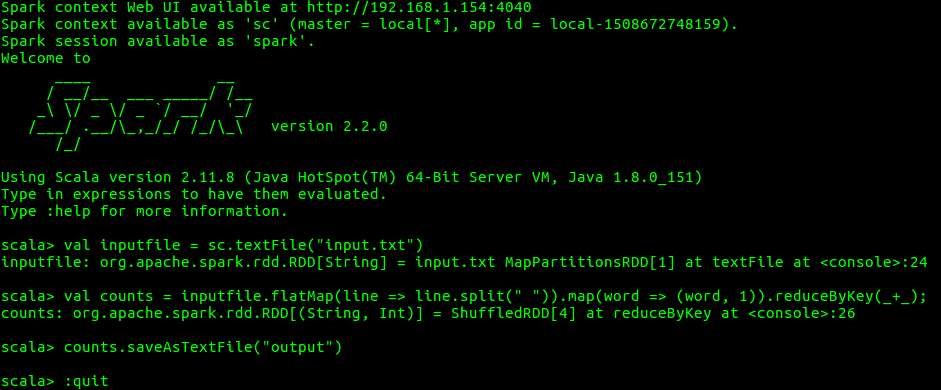 Spark context Web UI available at http://192.168.1.154:4040
Spark context available as 'sc' (master = local[*], app id = local-1508672748159).
Spark session available as 'spark'.
Welcome to
      ____              __
     / __/__  ___ _____/ /__
    _\ \/ _ \/ _ `/ __/  '_/
   /___/ .__/\_,_/_/ /_/\_\   version 2.2.0
      /_/
Using Scala version 2.11.8 (Java HotSpot(TM) 64-Bit Server VM, Java 1.8.0_151)
Type in expressions to have them evaluated.
Type :help for more information.
scala> val inputfile = sc.textFile("input.txt")
inputfile: org.apache.spark.rdd.RDD[String] = input.txt MapPartitionsRDD[1] at textFile at <console>:24
scala> val counts = inputfile.flatMap(line => line.split(" ")).map(word => (word, 1)).reduceByKey(_+_);
counts: org.apache.spark.rdd.RDD[(String, Int)] = ShuffledRDD[4] at reduceByKey at <console>:26
scala> counts.saveAsTextFile("output")
scala> :quit